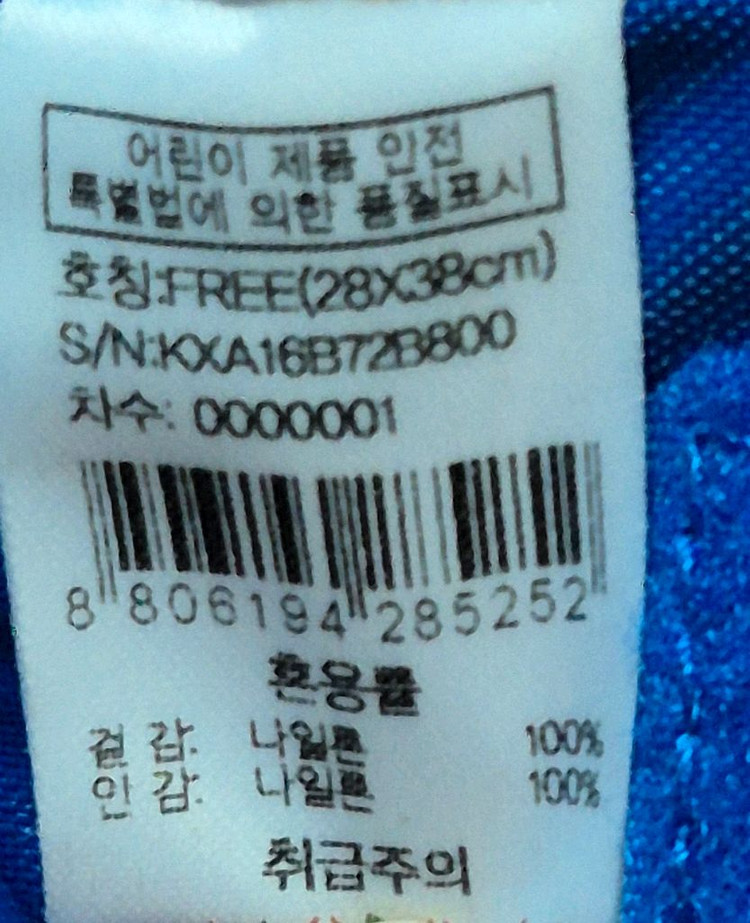 어린이 제품 안전
특별법에 의한 품질표시
호칭:FREE(28X38cm)
S/N:KXA16B72B800
차수: 0000001
8 806194 285252
혼용률
겉 감: 나일론 100%
안 감: 나일론 100%
취급주의